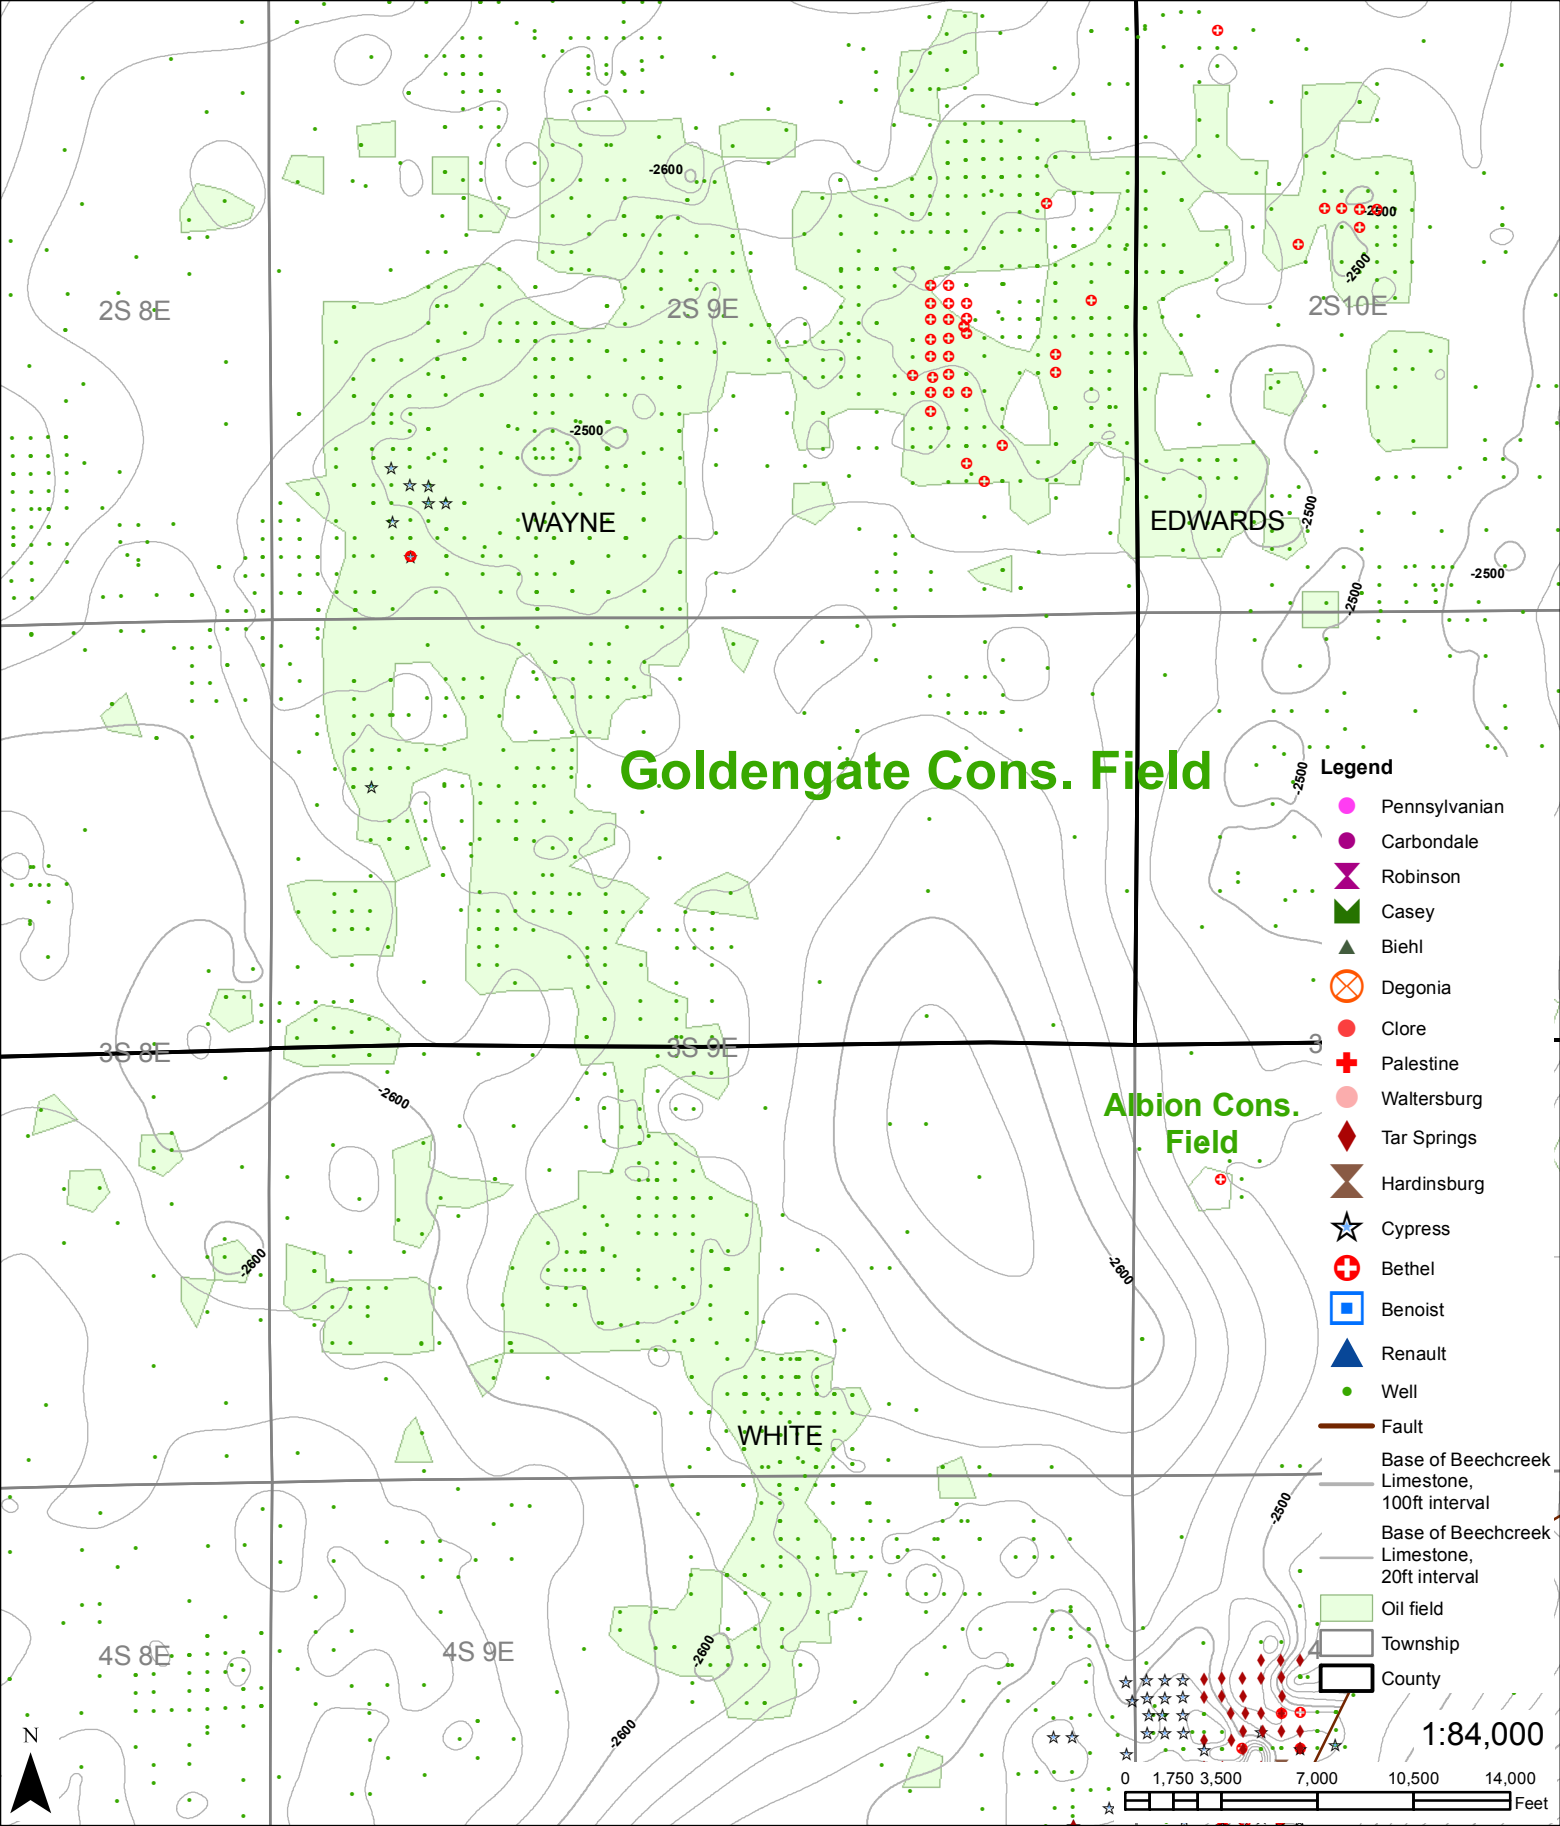 -2600
-2500
-2500
2S 8E
2S 9E
2S10E
-2500
WAYNE
EDWARDS
-2500
-2500
-2500
Goldengate Cons. Field
-2500
Legend
Pennsylvanian
Carbondale
Robinson
Casey
Biehl
Degonia
Clore
Palestine
Waltersburg
Tar Springs
Hardinsburg
Cypress
Bethel
Benoist
Renault
Well
Fault
Base of Beechcreek
Limestone,
100ft interval
Base of Beechcreek
Limestone,
20ft interval
Oil field
Township
County
3S 8E
3S 9E
3
-2600
Albion Cons.
Field
-2600
-2600
WHITE
-2500
4S 8E
4S 9E
4
-2600
-2600
N
1:84,000
0 1,750 3,500 7,000 10,500 14,000
Feet